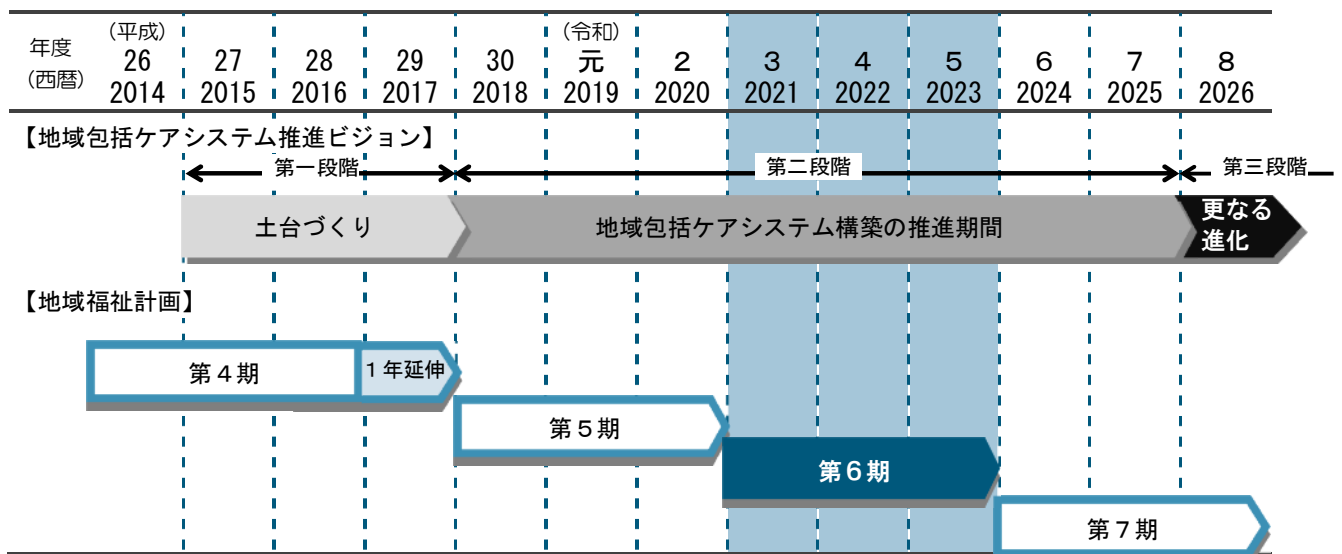 年度 (平成) (令和)
26 27 28 29 30 元 2 3 4 5 6 7 8
(西暦) 2014 2015 2016 2017 2018 2019 2020 2021 2022 2023 2024 2025 2026
【地域包括ケアシステム推進ビジョン】
第一段階 第二段階 第三段階
土台づくり 地域包括ケアシステム構築の推進期間 更なる
進化
【地域福祉計画】
第4期 1年延伸
第5期
第6期
第7期